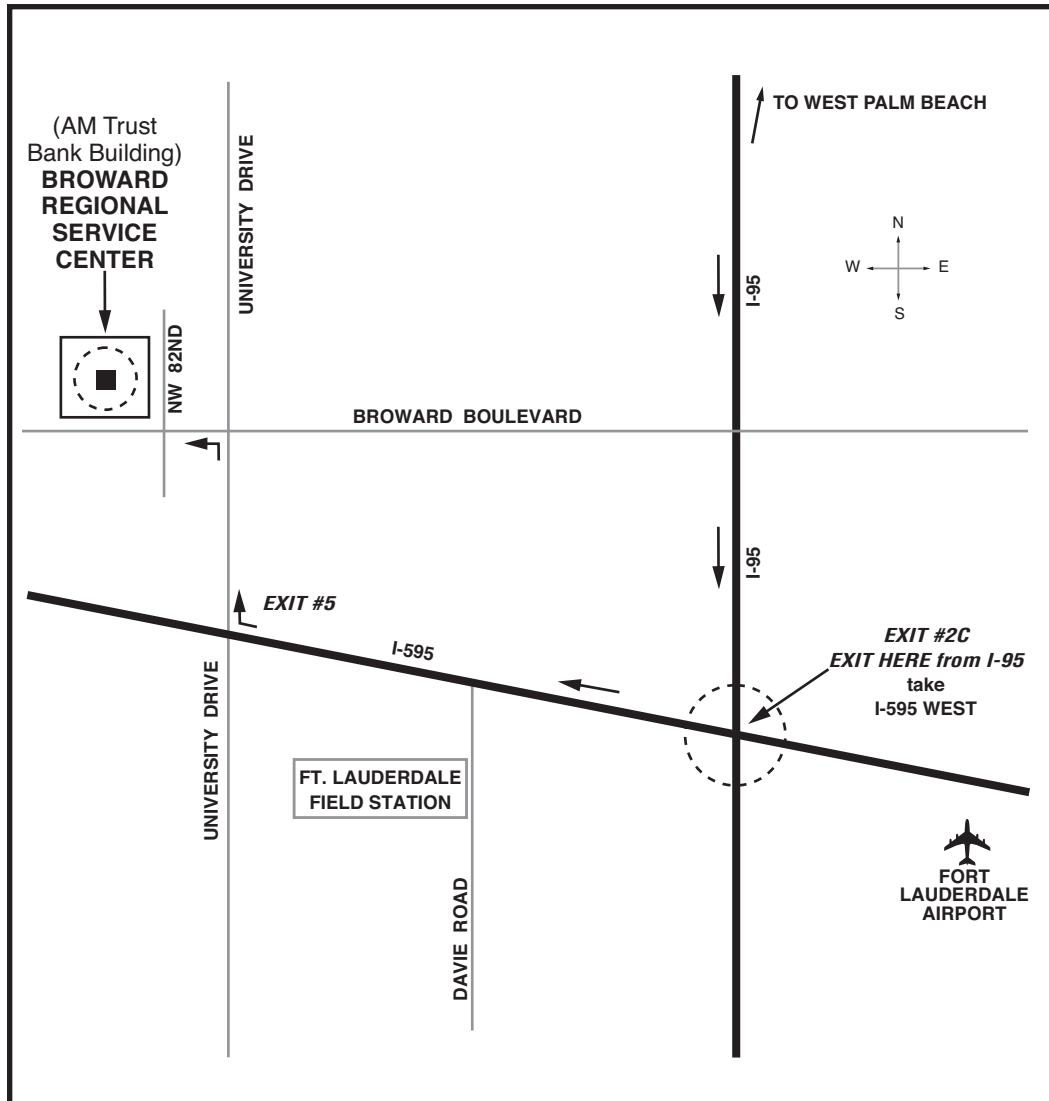 TO WEST PALM BEACH
(AM Trust
Bank Building)
BROWARD
REGIONAL
SERVICE
CENTER
UNIVERSITY DRIVE
N
W E
S
I-95
NW 82ND
BROWARD BOULEVARD
I-95
EXIT #5
I-595
EXIT #2C
EXIT HERE from I-95
take
I-595 WEST
UNIVERSITY DRIVE
FT. LAUDERDALE
FIELD STATION
DAVIE ROAD
FORT
LAUDERDALE
AIRPORT